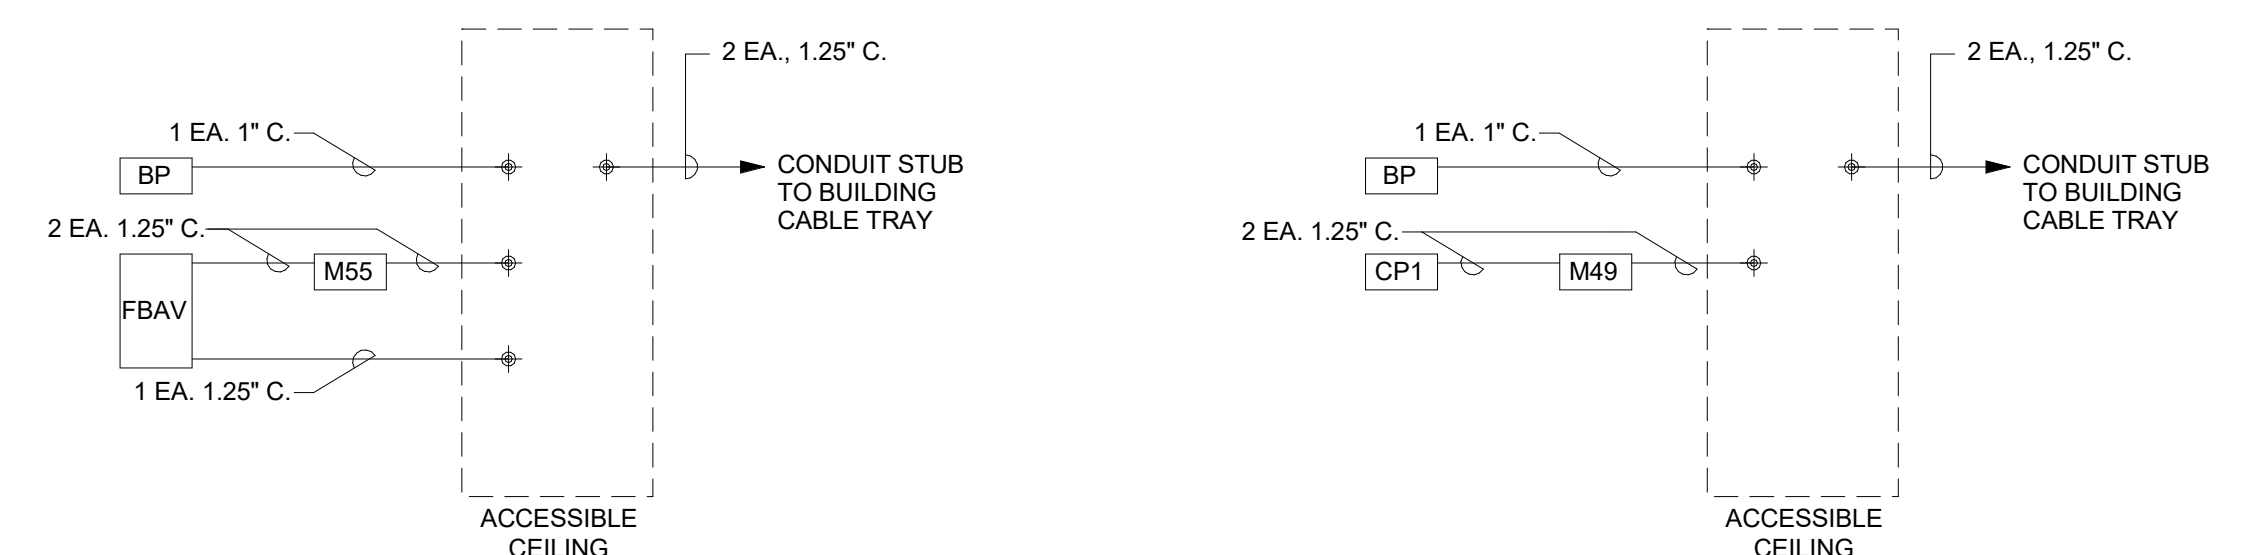 2 EA., 1.25" C.
1 EA. 1" C.
BP
CONDUIT STUB
TO BUILDING
CABLE TRAY
2 EA. 1.25" C.
M55
FBAV
1 EA. 1.25" C.
ACCESSIBLE
CEILING
2 EA., 1.25" C.
1 EA. 1" C.
BP
CONDUIT STUB
TO BUILDING
CABLE TRAY
2 EA. 1.25" C.
CP1
M49
ACCESSIBLE
CEILING